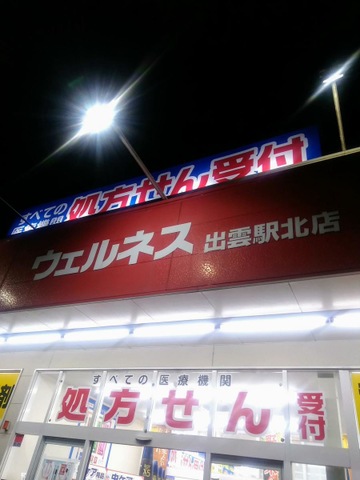 すべての
医療機関
処方せん受付
ウェルネス 出雲駅北店
すべての医療機関
処方せん受付
剤